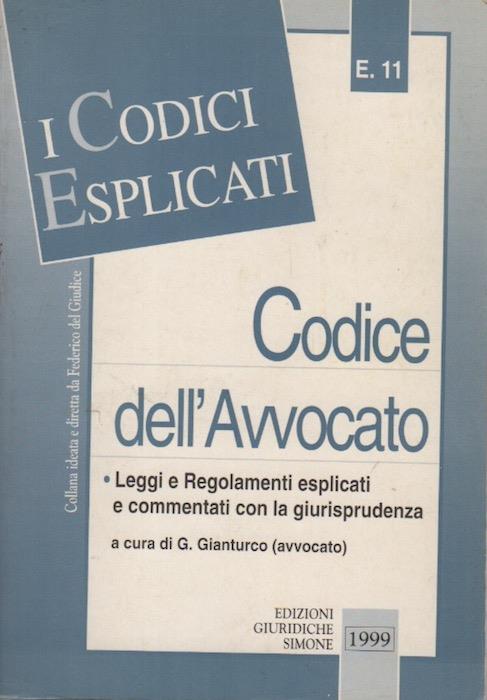 E. 11
I CODICI
ESPLICATI
Collana ideata e diretta da Federico del Giudice
Codice
dell'Avvocato
• Leggi e Regolamenti esplicati
e commentati con la giurisprudenza
a cura di G. Gianturco (avvocato)
EDIZIONI
GIURIDICHE
SIMONE
1999